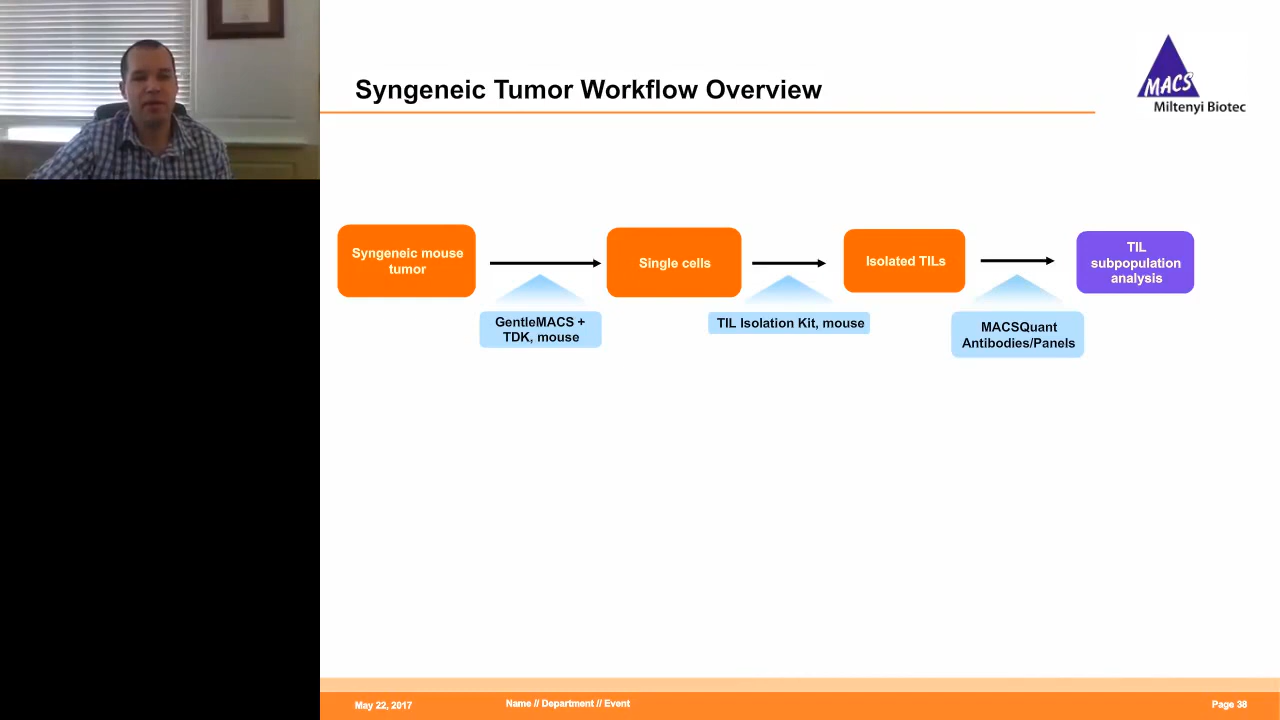 Syngeneic Tumor Workflow Overview
MACS
Miltenyi Biotec
Syngeneic mouse
tumor
Single cells
Isolated TILs
TIL
subpopulation
analysis
GentleMACS +
TDK, mouse
TIL Isolation Kit, mouse
MACSQuant
Antibodies/Panels
May 22, 2017
Name // Department // Event
Page 38